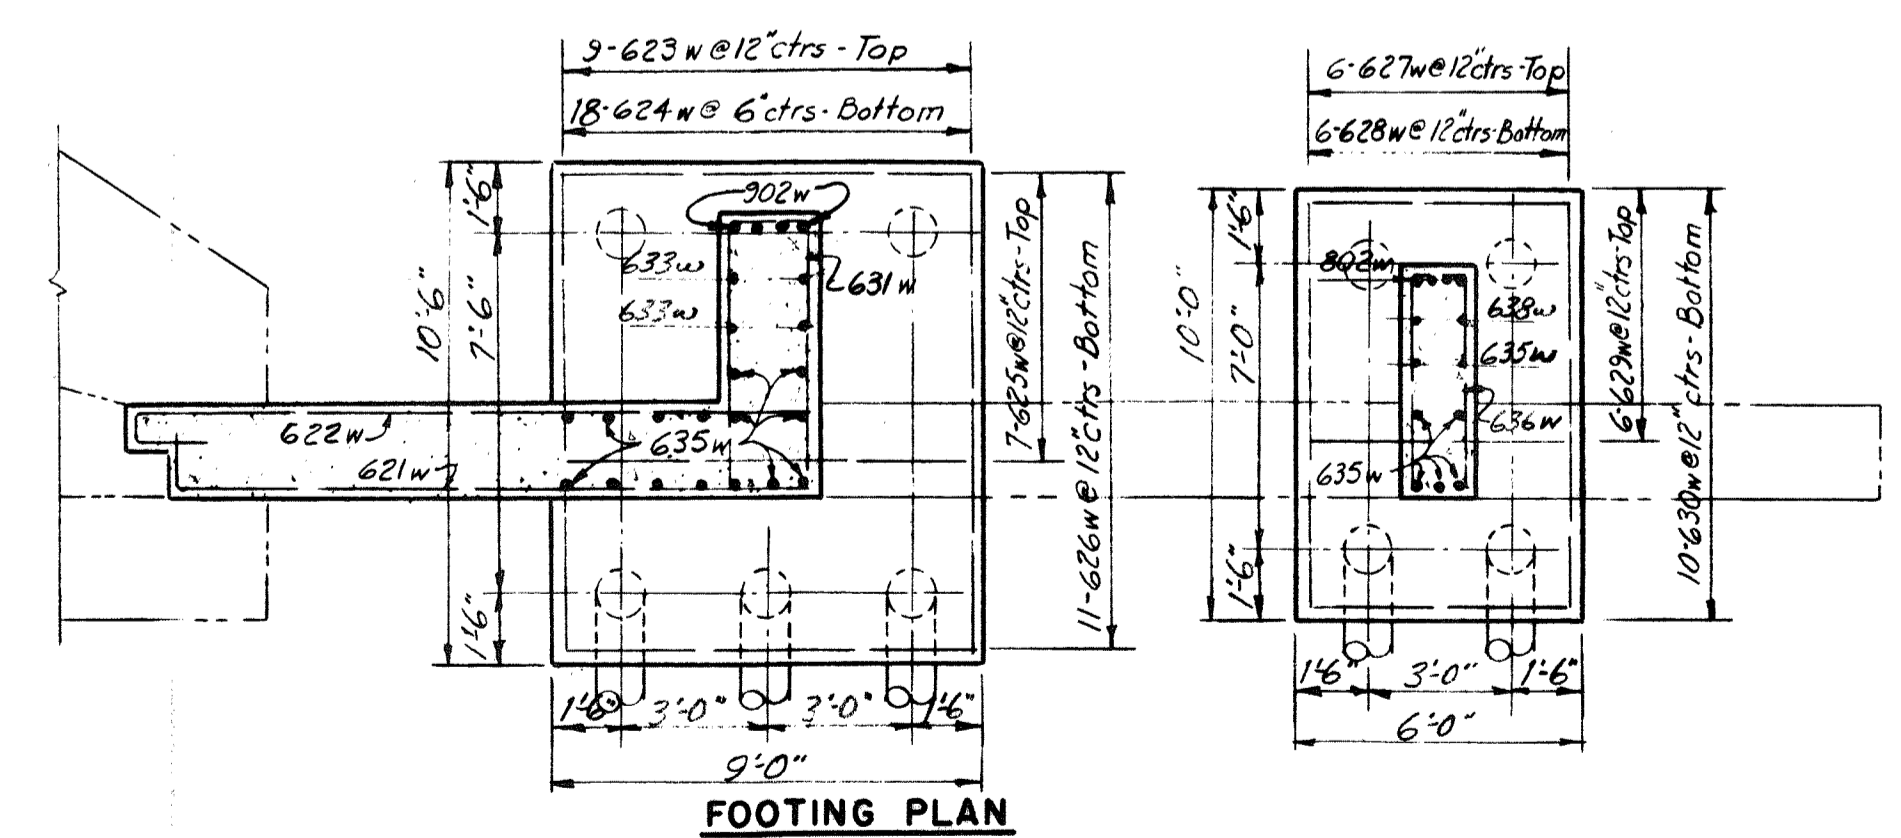 9-623w@12"ctrs-Top
18-624w@ 6"ctrs-Bottom
6-627w@12"ctrs-Top
6-628w@12"ctrs-Bottom
1'-6"
10'-6"
7'-6"
1'-6"
902w
633w
633w
631w
622w
621w
635w
7-625w@12"ctrs-Top
11-626w@12"ctrs-Bottom
1'-6"
3'-0"
3'-0"
1'-6"
9'-0"
1'-6"
10'-0"
7'-0"
1'-6"
802w
638w
635w
636w
635w
6-629w@12"ctrs-Top
10-630w@12"ctrs-Bottom
1'-6"
3'-0"
1'-6"
6'-0"
FOOTING PLAN